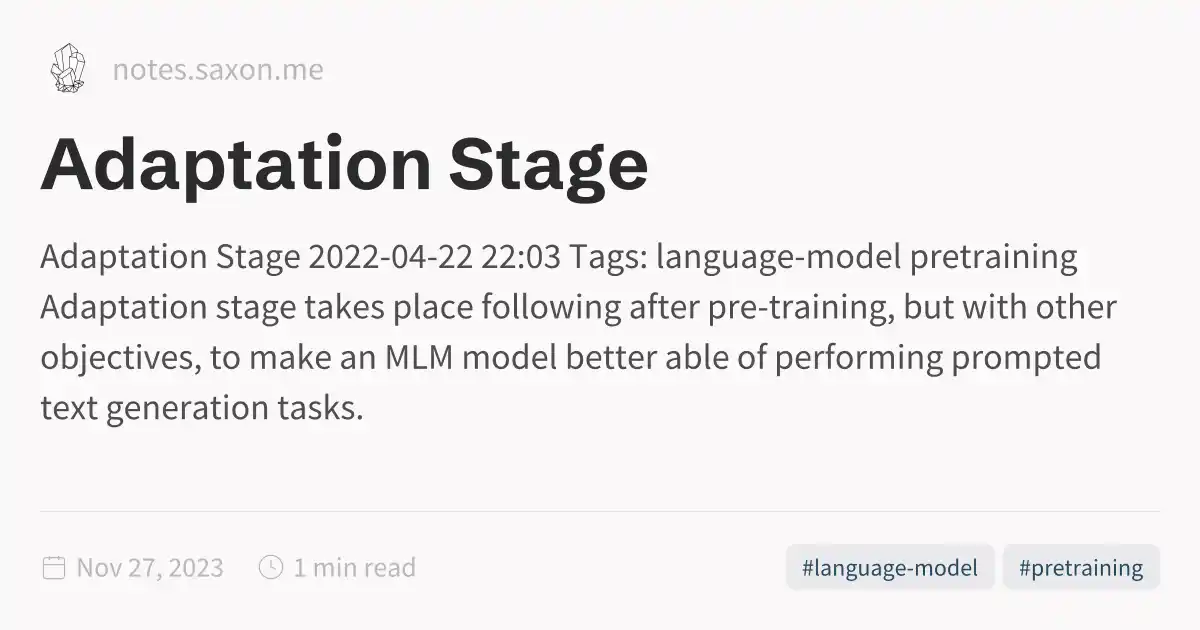 notes.saxon.me
Adaptation Stage
Adaptation Stage 2022-04-22 22:03 Tags: language-model pretraining
Adaptation stage takes place following after pre-training, but with other
objectives, to make an MLM model better able of performing prompted
text generation tasks.
Nov 27, 2023 1 min read #language-model #pretraining